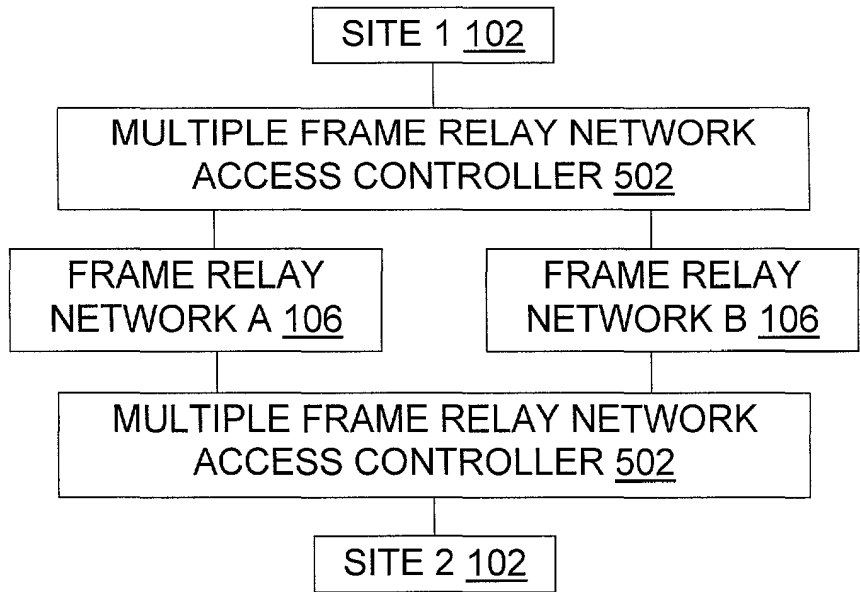 SITE 1 102
MULTIPLE FRAME RELAY NETWORK
ACCESS CONTROLLER 502
FRAME RELAY
NETWORK A 106
FRAME RELAY
NETWORK B 106
MULTIPLE FRAME RELAY NETWORK
ACCESS CONTROLLER 502
SITE 2 102